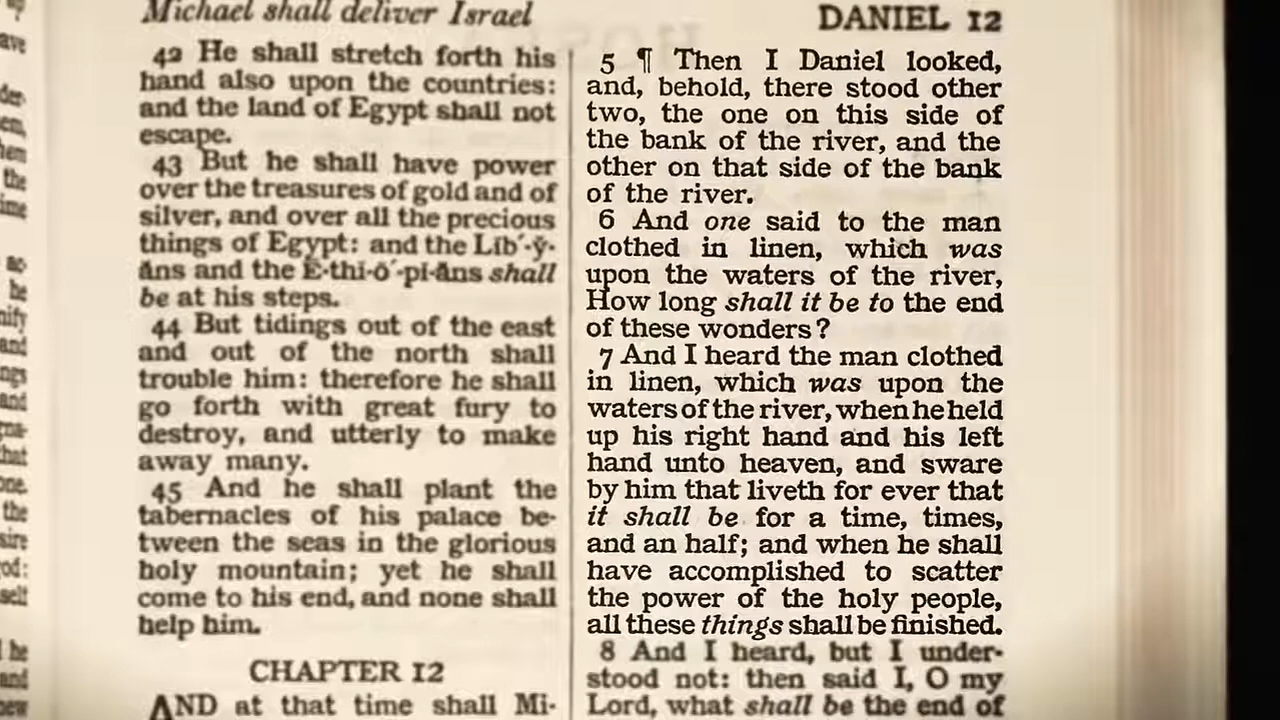 Michael shall deliver Israel
DANIEL 12
42 He shall stretch forth his
hand also upon the countries:
and the land of Egypt shall not
escape.
43 But he shall have power
over the treasures of gold and of
silver, and over all the precious
things of Egypt: and the Lĭb´-ȳ-
ăns and the Ē-thĭ-ō´-pĭ-ăns shall
be at his steps.
44 But tidings out of the east
and out of the north shall
trouble him: therefore he shall
go forth with great fury to
destroy, and utterly to make
away many.
45 And he shall plant the
tabernacles of his palace be-
tween the seas in the glorious
holy mountain; yet he shall
come to his end, and none shall
help him.
CHAPTER 12
AND at that time shall Mi-
5 ¶ Then I Daniel looked,
and, behold, there stood other
two, the one on this side of
the bank of the river, and the
other on that side of the bank
of the river.
6 And one said to the man
clothed in linen, which was
upon the waters of the river,
How long shall it be to the end
of these wonders?
7 And I heard the man clothed
in linen, which was upon the
waters of the river, when he held
up his right hand and his left
hand unto heaven, and sware
by him that liveth for ever that
it shall be for a time, times,
and an half; and when he shall
have accomplished to scatter
the power of the holy people,
all these things shall be finished.
8 And I heard, but I under-
stood not: then said I, O my
Lord, what shall be the end of